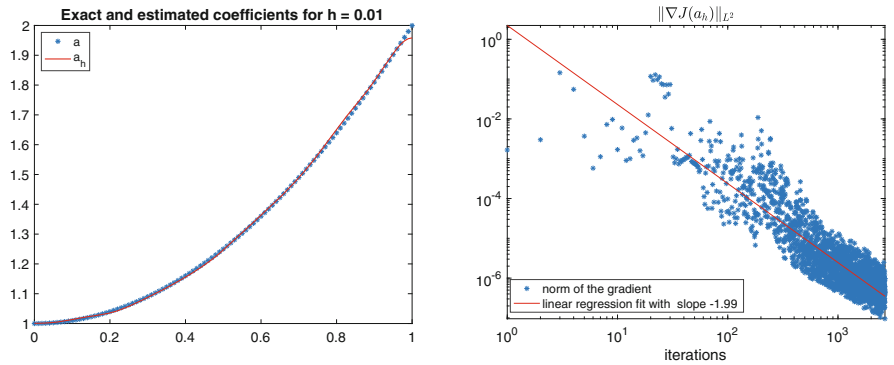 Exact and estimated coefficients for h = 0.01
2
1.9
1.8
1.7
1.6
1.5
1.4
1.3
1.2
1.1
1
0 0.2 0.4 0.6 0.8 1
a
a_h
‖∇J(a_h)‖_{L²}
10^0
10^-2
10^-4
10^-6
10^0 10^1 10^2 10^3
iterations
norm of the gradient
linear regression fit with slope -1.99